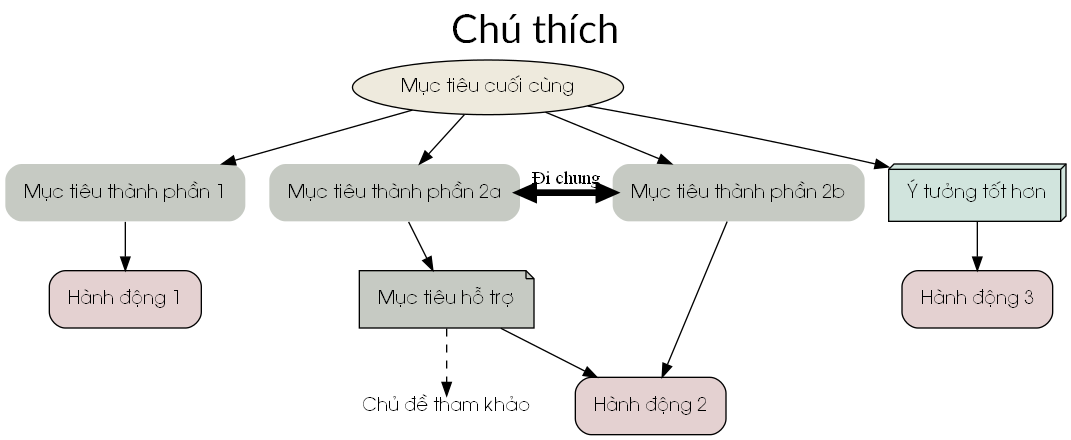 Chú thích
Mục tiêu cuối cùng
Đi chung
Mục tiêu thành phần 1
Mục tiêu thành phần 2a
Mục tiêu thành phần 2b
Ý tưởng tốt hơn
Hành động 1
Mục tiêu hỗ trợ
Hành động 3
Chủ đề tham khảo
Hành động 2